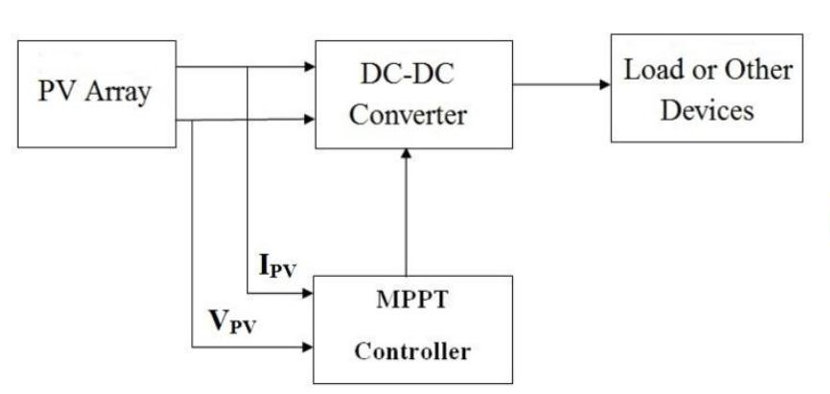 PV Array
DC-DC
Converter
Load or Other
Devices
IPV
VPV
MPPT
Controller